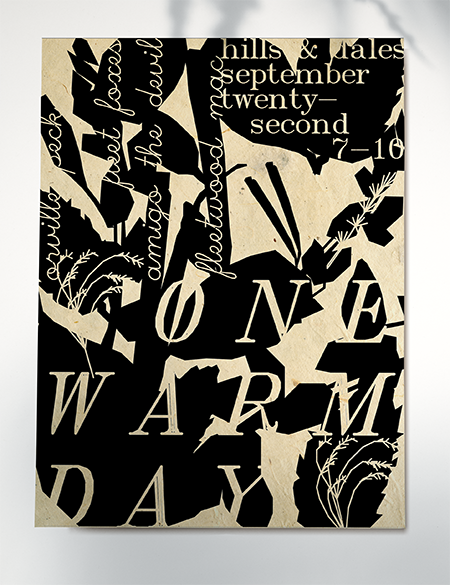 hills & dales
september
twenty—
second
7—10
orville peck
fleet foxes
amigo the devil
fleetwood mac
ONE
WARM
DAY